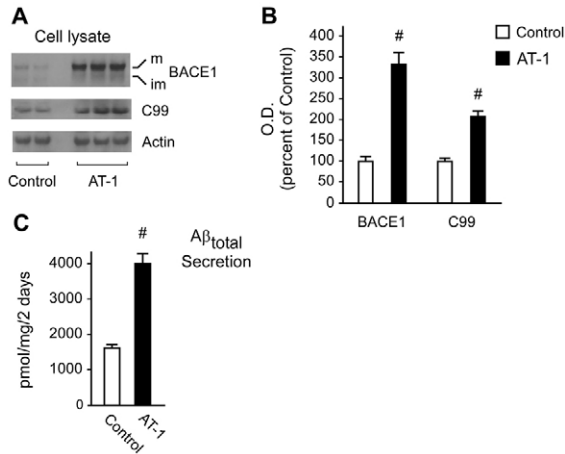 A
Cell lysate
m
BACE1
im
C99
Actin
Control
AT-1
B
O.D.
(percent of Control)
400
350
300
250
200
150
100
50
0
#
#
BACE1
C99
Control
AT-1
C
pmol/mg/2 days
4000
3000
2000
1000
0
#
Control
AT-1
Aβtotal
Secretion